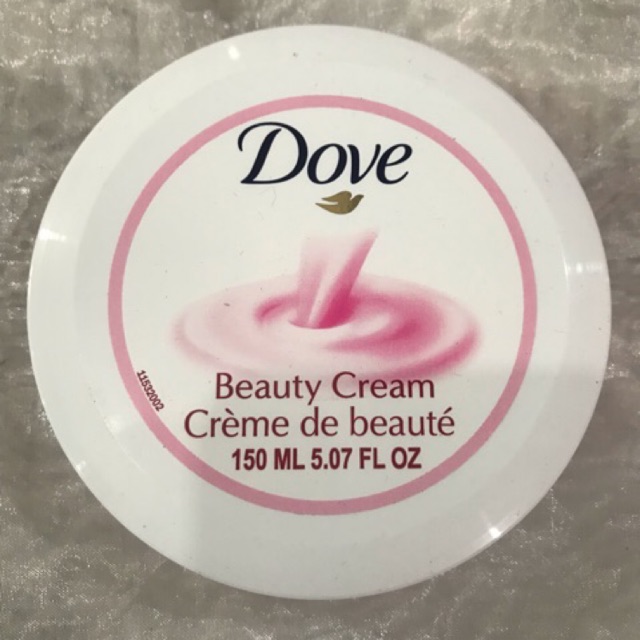 Dove
11532002
Beauty Cream
Crème de beauté
150 ML 5.07 FL OZ